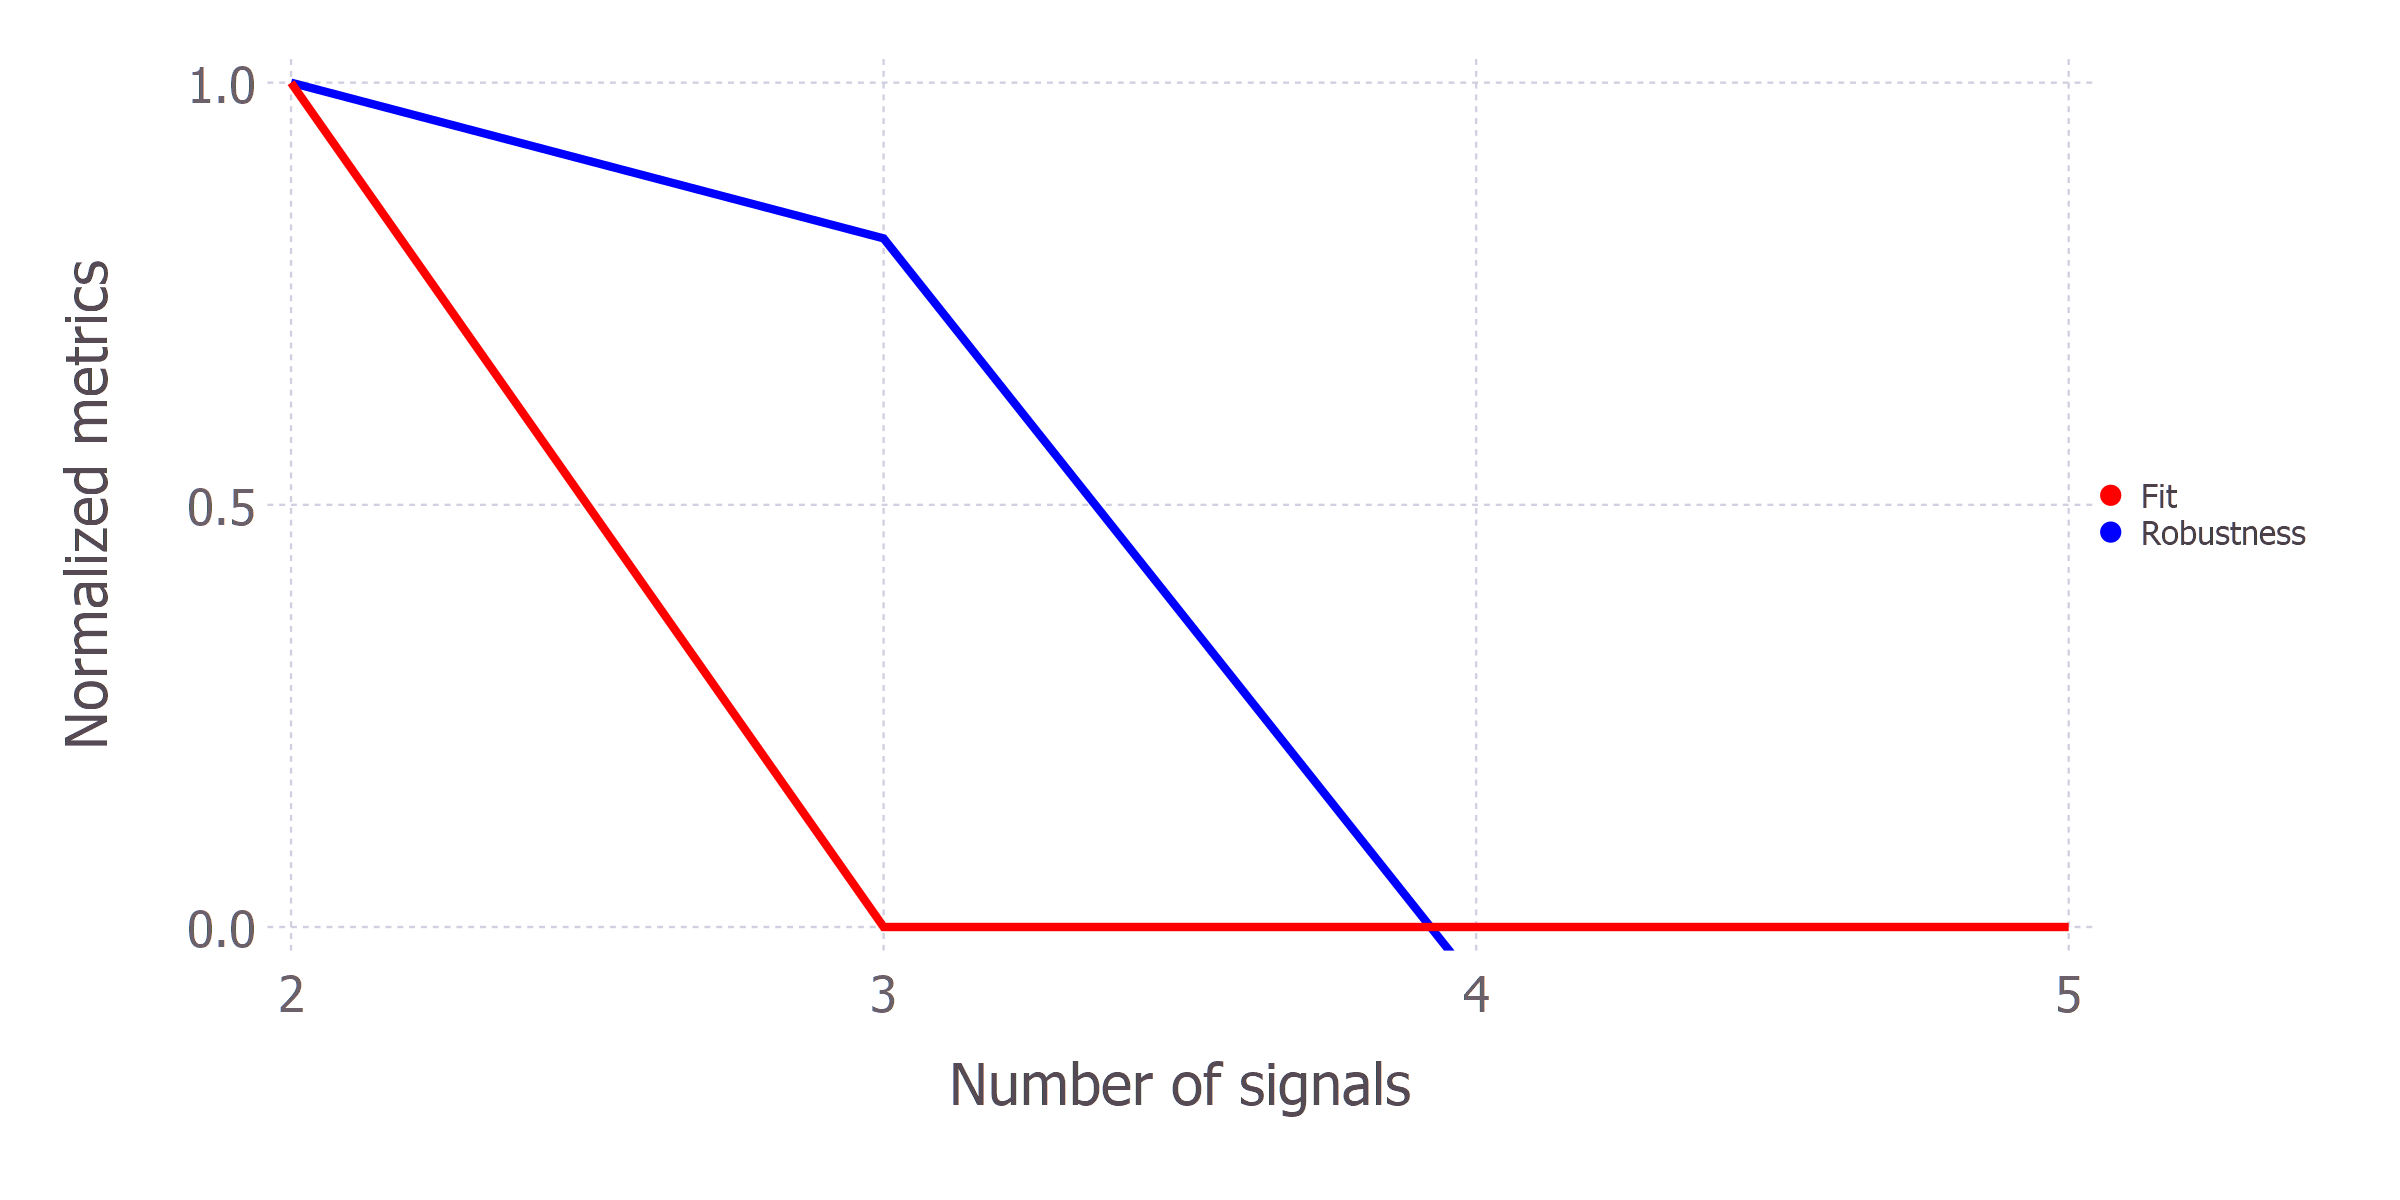 1.0
0.5
0.0
Normalized metrics
2 3 4 5
Number of signals
Fit
Robustness